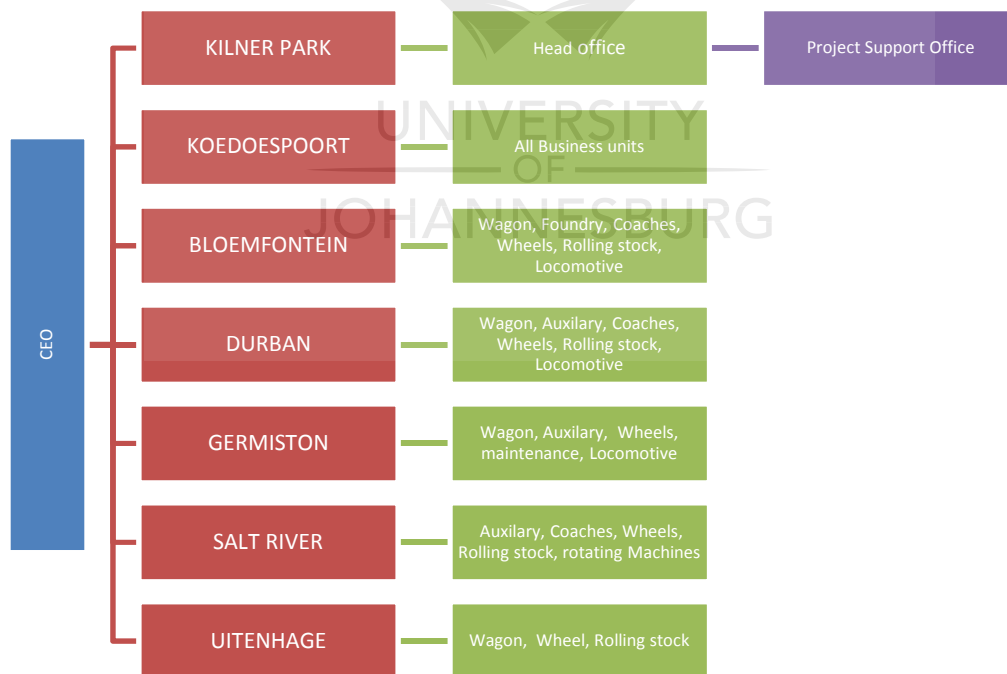 KILNER PARK
Head office
Project Support Office
UNIVERSITY
OF
JOHANNESBURG
KOEDOESPOORT
All Business units
BLOEMFONTEIN
Wagon, Foundry, Coaches,
Wheels, Rolling stock,
Locomotive
CEO
DURBAN
Wagon, Auxilary, Coaches,
Wheels, Rolling stock,
Locomotive
GERMISTON
Wagon, Auxilary,  Wheels,
maintenance, Locomotive
SALT RIVER
Auxilary, Coaches, Wheels,
Rolling stock, rotating Machines
UITENHAGE
Wagon,  Wheel, Rolling stock